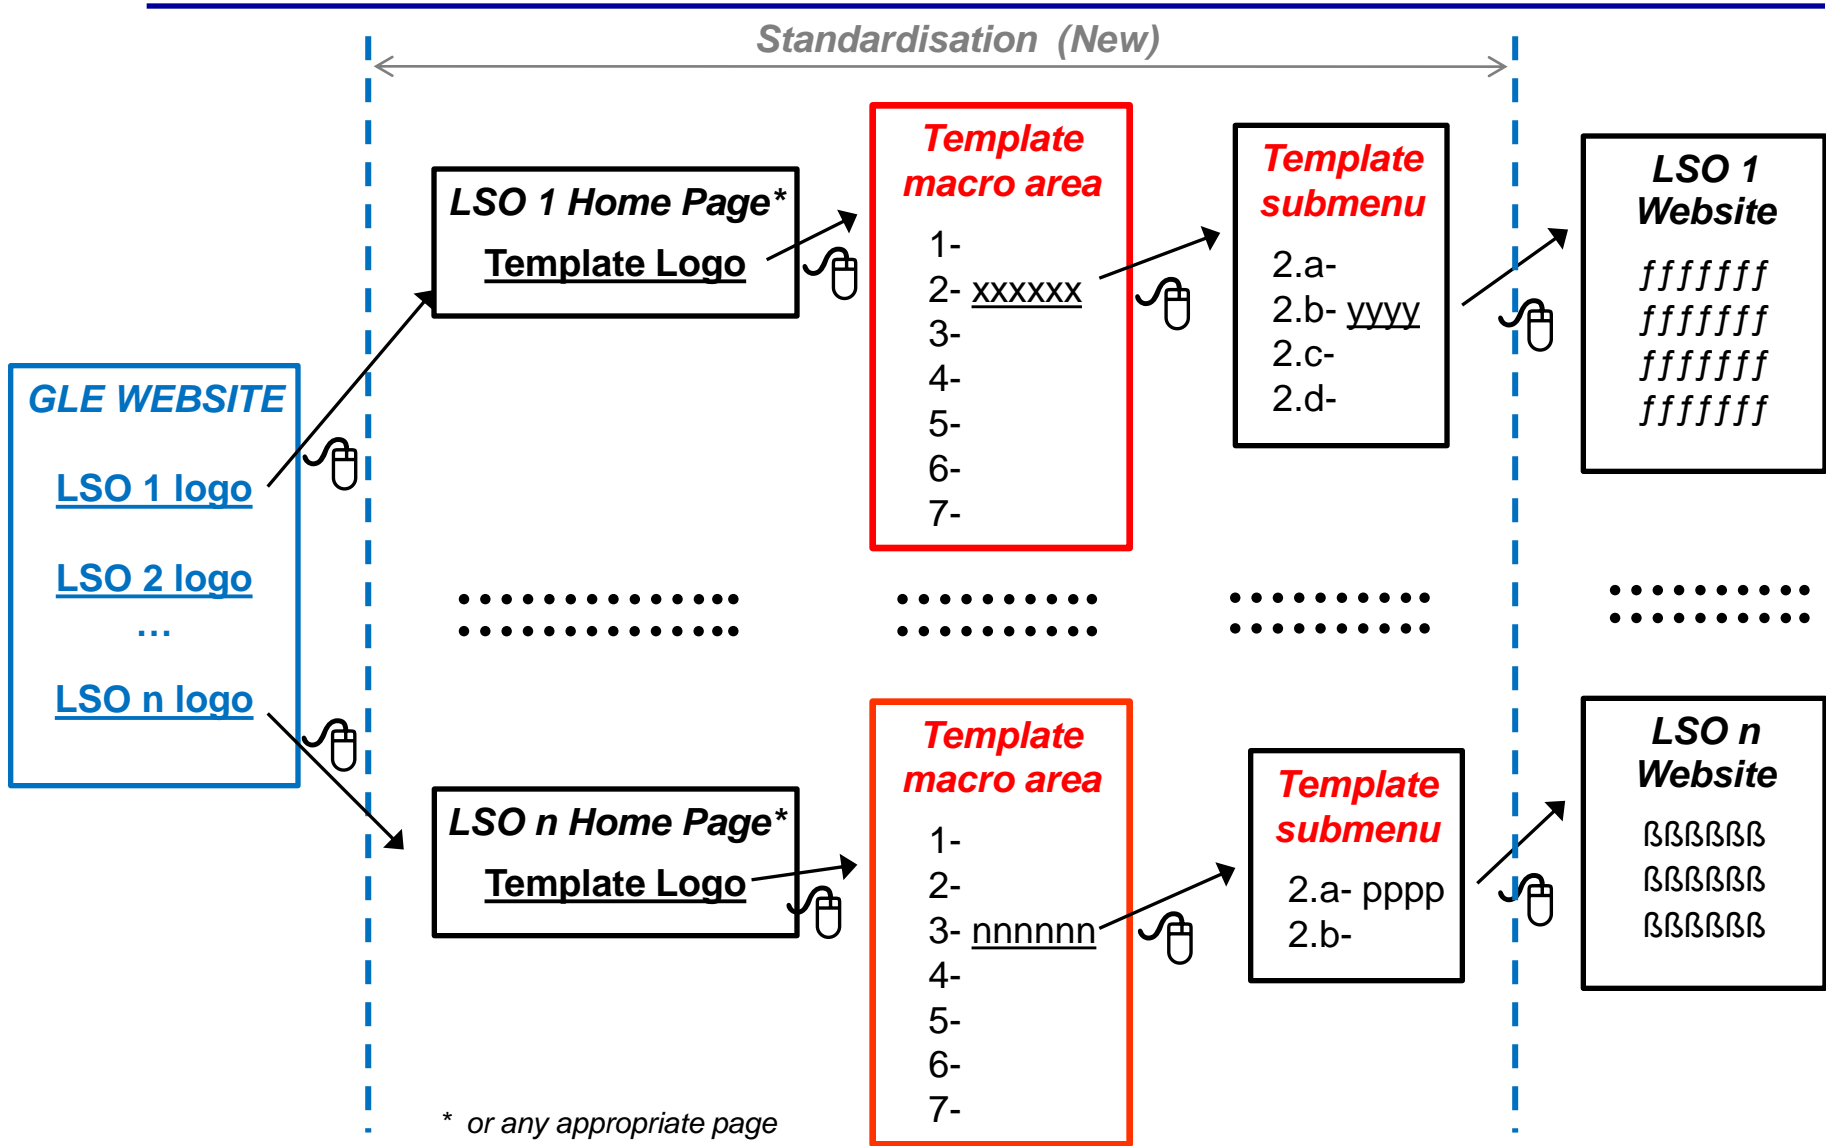 Standardisation (New)
GLE WEBSITE
LSO 1 logo
LSO 2 logo
…
LSO n logo
LSO 1 Home Page*
Template Logo
Template
macro area
1-
2- xxxxxx
3-
4-
5-
6-
7-
Template
submenu
2.a-
2.b- yyyy
2.c-
2.d-
LSO 1
Website
ƒƒƒƒƒƒƒ
ƒƒƒƒƒƒƒ
ƒƒƒƒƒƒƒ
ƒƒƒƒƒƒƒ
LSO n Home Page*
Template Logo
Template
macro area
1-
2-
3- nnnnnn
4-
5-
6-
7-
Template
submenu
2.a- pppp
2.b-
LSO n
Website
ßßßßßß
ßßßßßß
ßßßßßß
* or any appropriate page